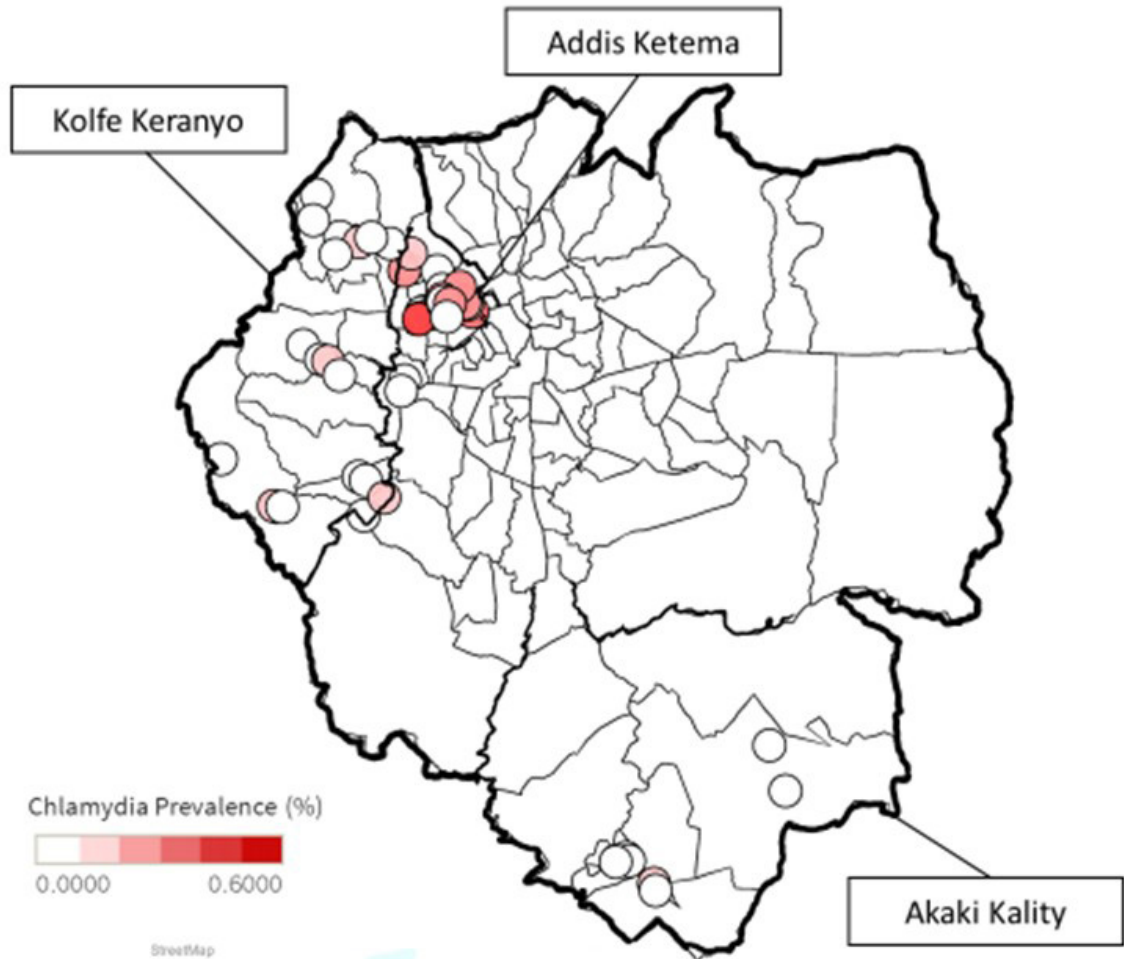 Addis Ketema
Kolfe Keranyo
Chlamydia Prevalence (%)
0.0000 0.6000
Akaki Kality
StreetMap